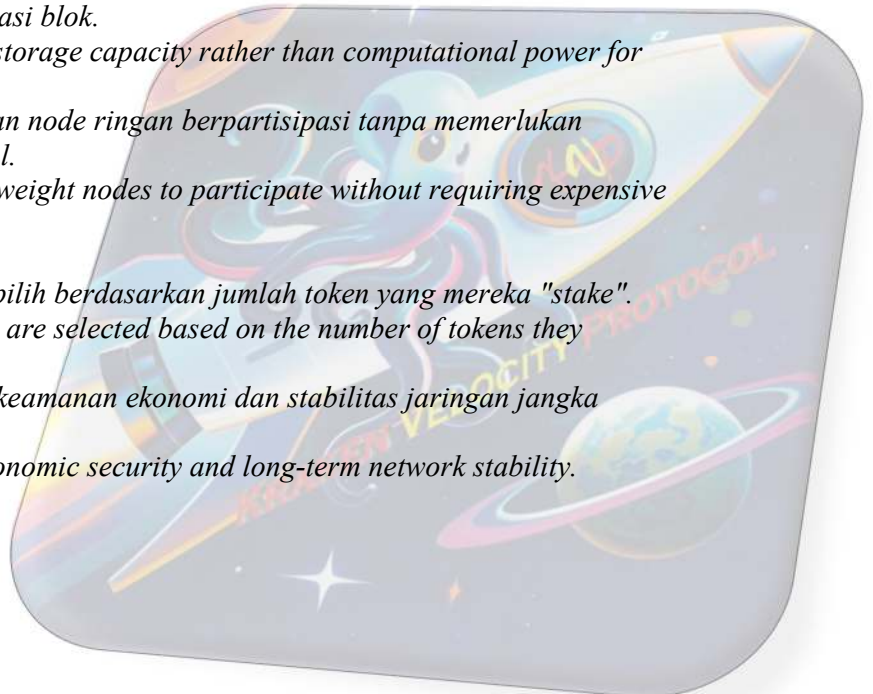 asi blok.
storage capacity rather than computational power for
an node ringan berpartisipasi tanpa memerlukan
l.
weight nodes to participate without requiring expensive
pilih berdasarkan jumlah token yang mereka "stake".
are selected based on the number of tokens they
keamanan ekonomi dan stabilitas jaringan jangka
onomic security and long-term network stability.
KRAKEN VELOCITY PROTOCOL